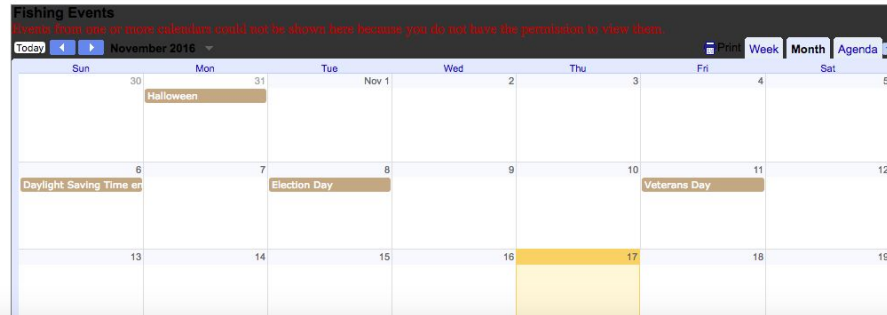 Fishing Events
Events from one or more calendars could not be shown here because you do not have the permission to view them.
Today November 2016 Print Week Month Agenda
Sun Mon Tue Wed Thu Fri Sat
30 31 Nov 1 2 3 4 5
Halloween
6 7 8 9 10 11 12
Daylight Saving Time en Election Day Veterans Day
13 14 15 16 17 18 19